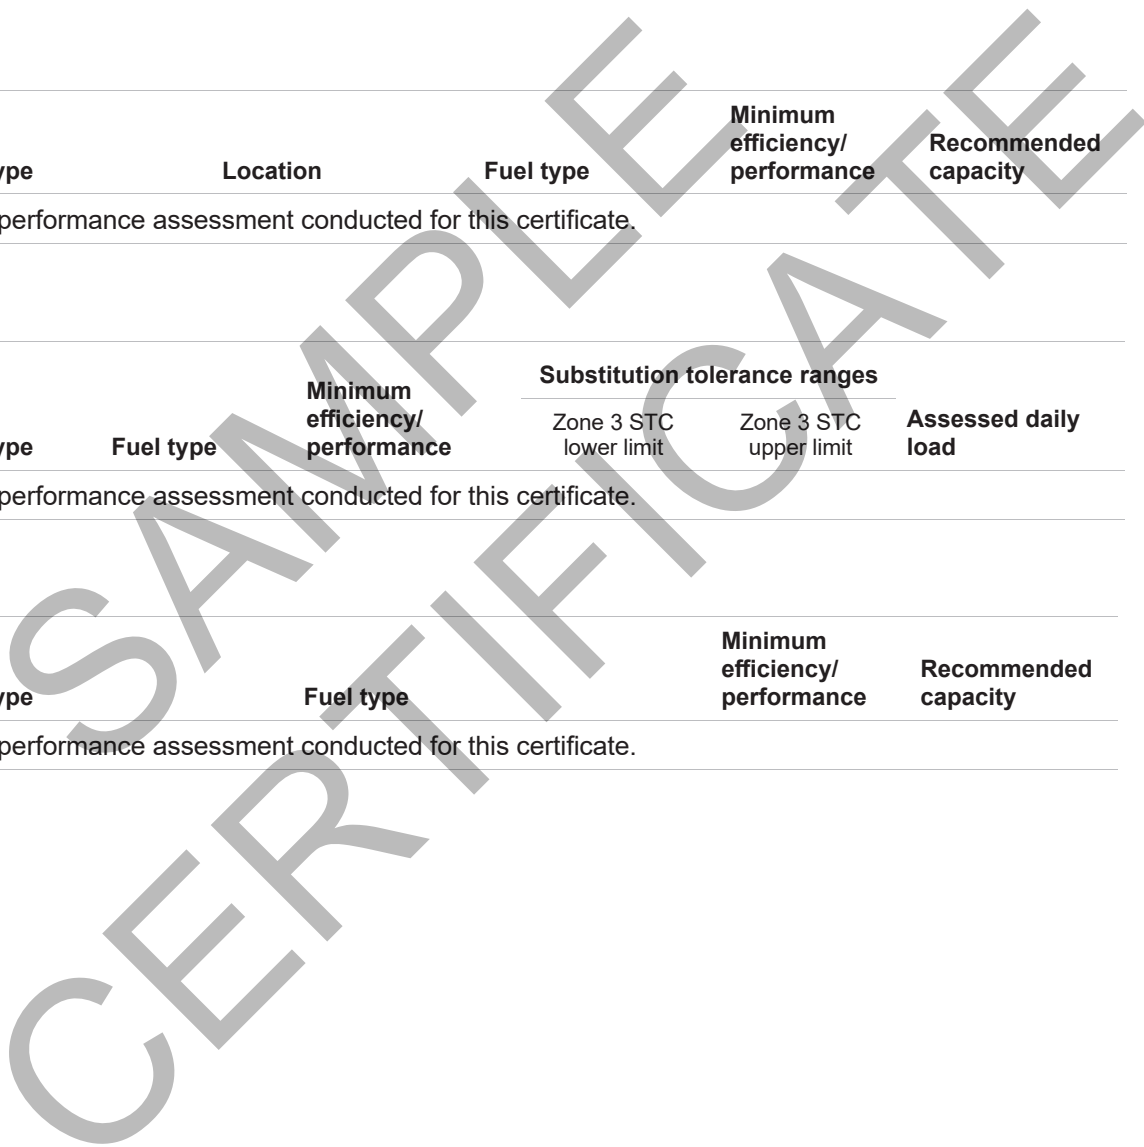 Minimum
efficiency/
performance
Recommended
capacity
ype Location Fuel type
performance assessment conducted for this certificate.
Substitution tolerance ranges
Minimum
efficiency/
performance
Zone 3 STC
lower limit
Zone 3 STC
upper limit
Assessed daily
load
ype Fuel type
performance assessment conducted for this certificate.
Minimum
efficiency/
performance
Recommended
capacity
ype Fuel type
performance assessment conducted for this certificate.
SAMPLE
CERTIFICATE